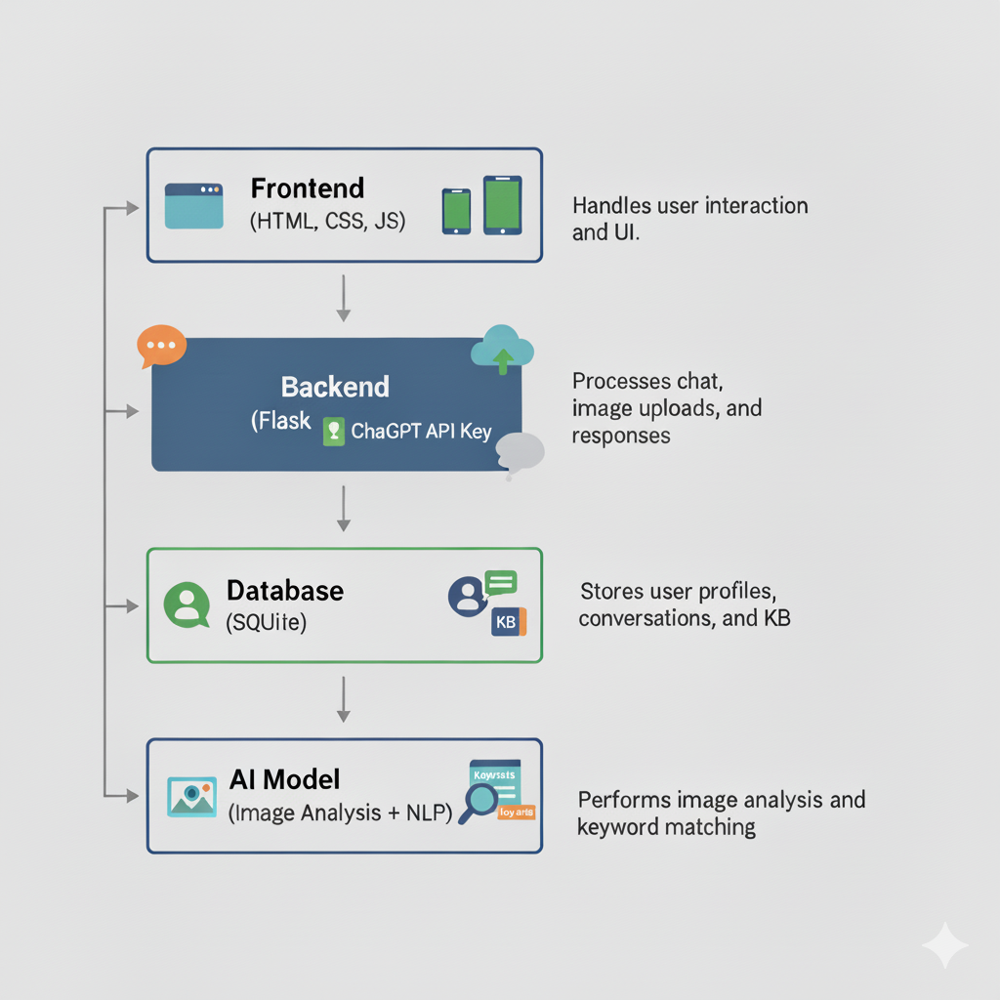 Frontend
(HTML, CSS, JS)
Handles user interaction
and UI.
Backend
(Flask
ChaGPT API Key
Processes chat,
image uploads, and
responses
Database
(SQUite)
KB
Stores user profiles,
conversations, and KB
AI Model
(Image Analysis + NLP)
Performs image analysis and
keyword matching